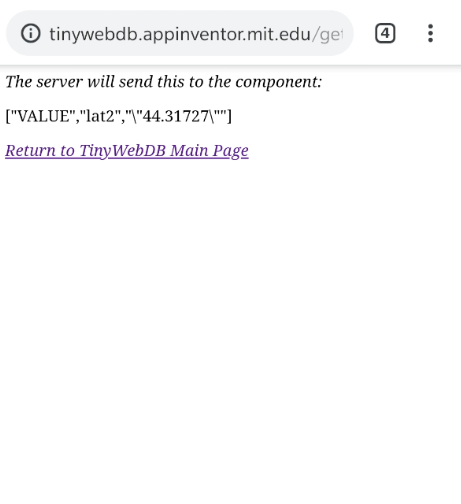 tinywebdb.appinventor.mit.edu/get
4
The server will send this to the component:
["VALUE","lat2","\"44.31727\""]
Return to TinyWebDB Main Page